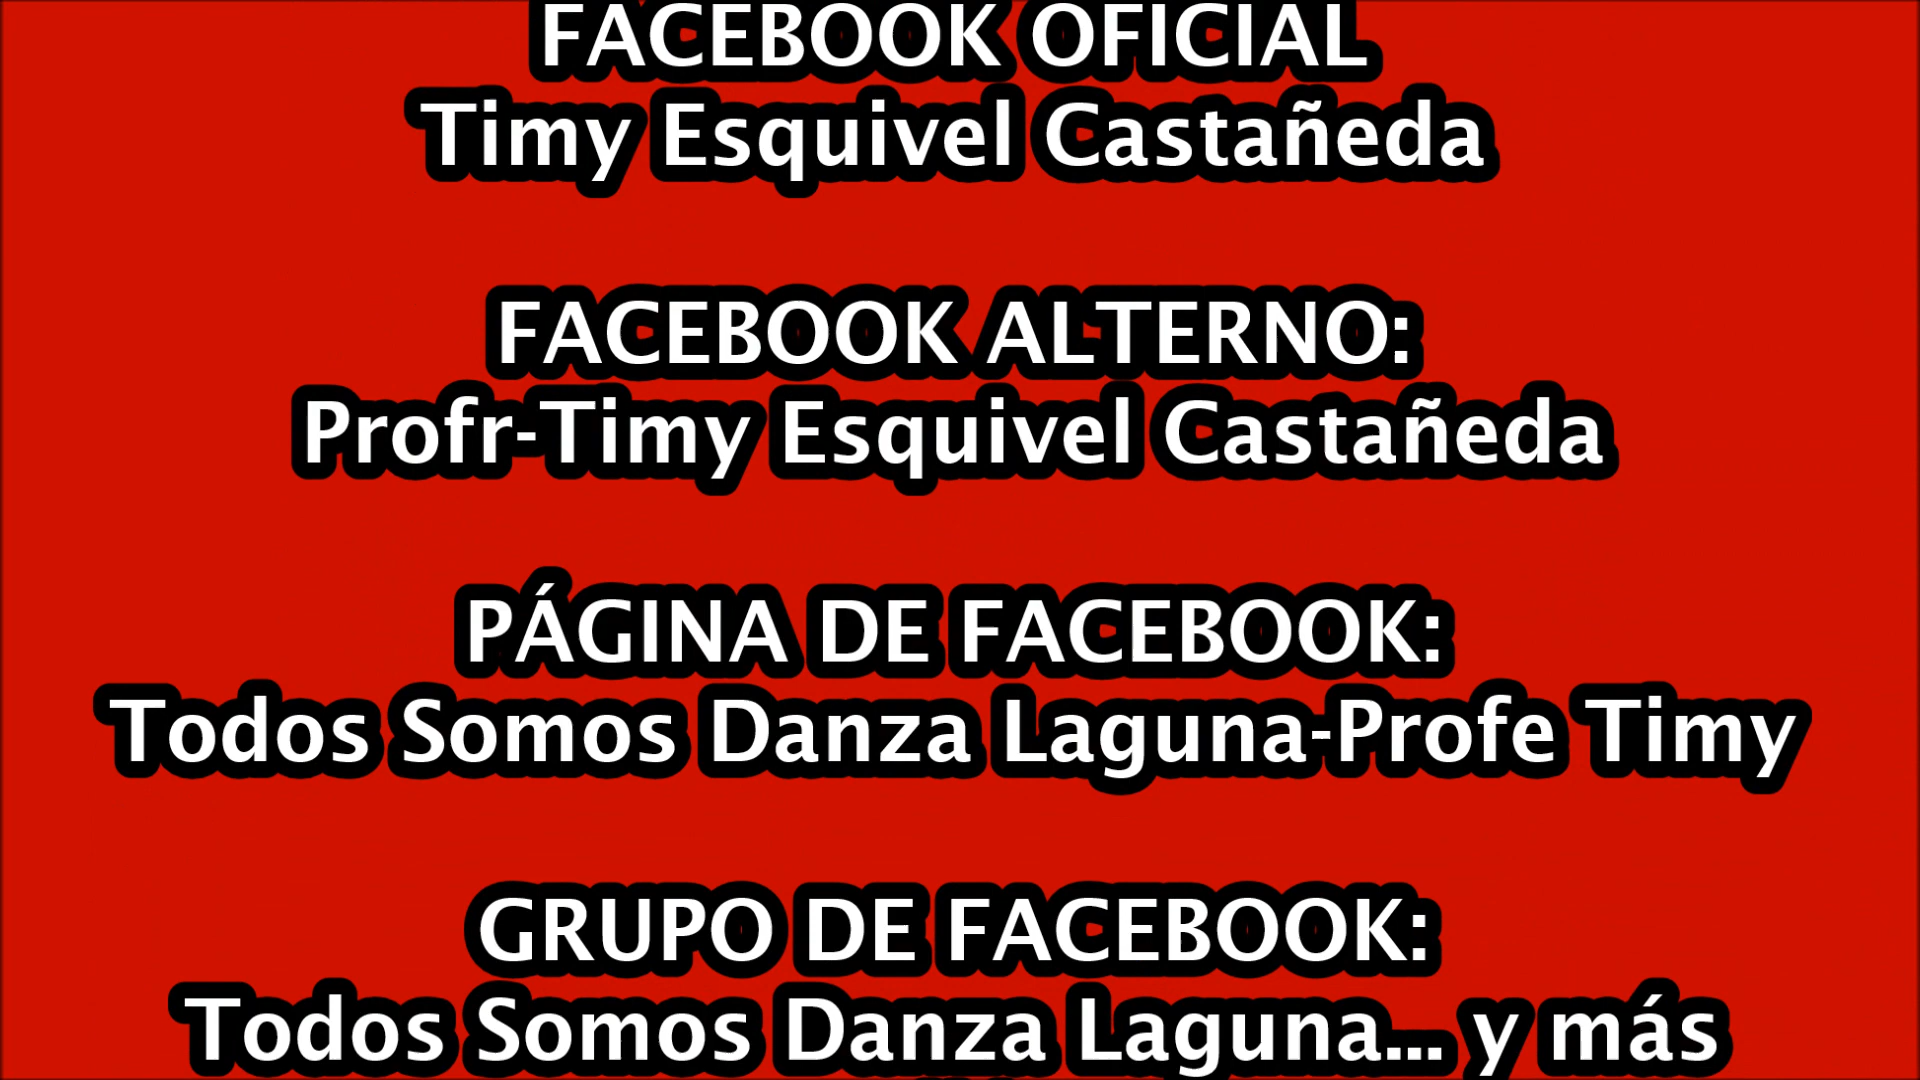 FACEBOOK OFICIAL
Timy Esquivel Castañeda
FACEBOOK ALTERNO:
Profr-Timy Esquivel Castañeda
PÁGINA DE FACEBOOK:
Todos Somos Danza Laguna-Profe Timy
GRUPO DE FACEBOOK:
Todos Somos Danza Laguna... y más